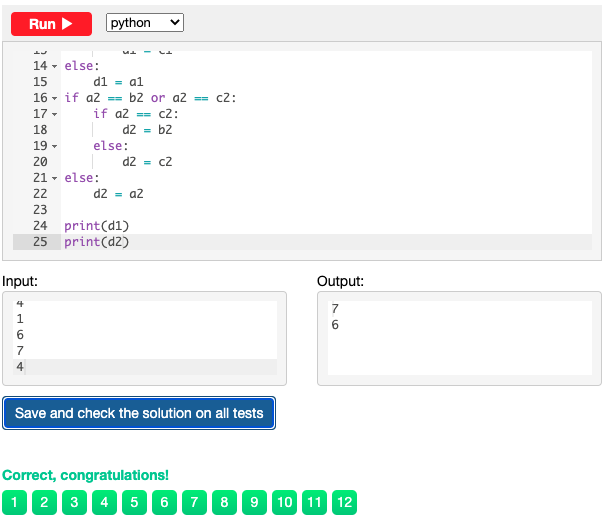 Run python
14 else:
15 d1 = a1
16 if a2 == b2 or a2 == c2:
17 if a2 == c2:
18 d2 = b2
19 else:
20 d2 = c2
21 else:
22 d2 = a2
23
24 print(d1)
25 print(d2)
Input: Output:
4
1
6
7
4
7
6
Save and check the solution on all tests
Correct, congratulations!
1 2 3 4 5 6 7 8 9 10 11 12